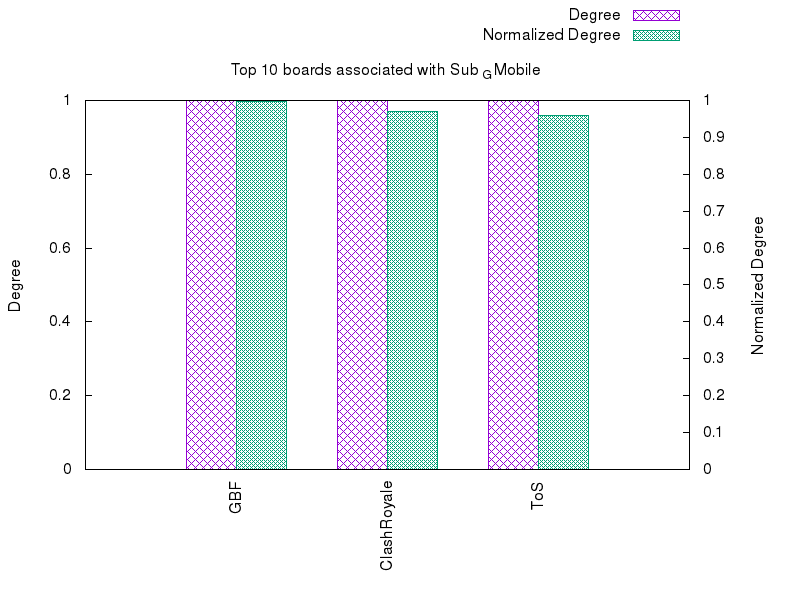 Degree
Normalized Degree
Top 10 boards associated with Sub GMobile
1
0.8
0.6
0.4
0.2
0
Degree
1
0.9
0.8
0.7
0.6
0.5
0.4
0.3
0.2
0.1
0
Normalized Degree
GBF
ClashRoyale
ToS